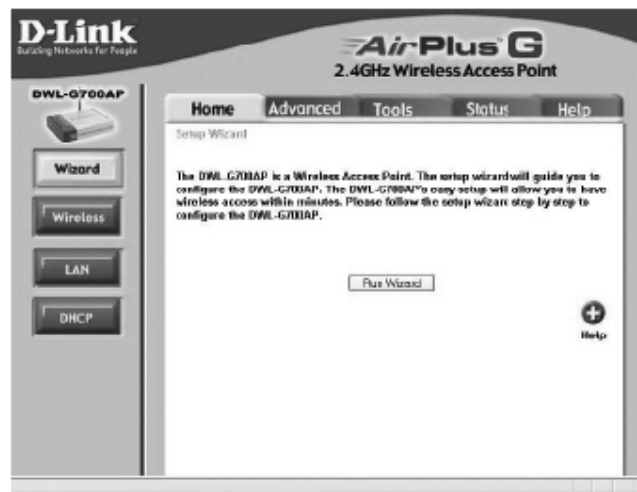 D-Link
Building Networks for People
AirPlus G
2.4GHz Wireless Access Point
DWL-G700AP
Home Advanced Tools Status Help
Setup Wizard
The DWL-G700AP is a Wireless Access Point. The setup wizard will guide you to
configure the DWL-G700AP. The DWL-G700AP's easy setup will allow you to have
wireless access within minutes. Please follow the setup wizard step by step to
configure the DWL-G700AP.
Run Wizard
Wizard
Wireless
LAN
DHCP
Help